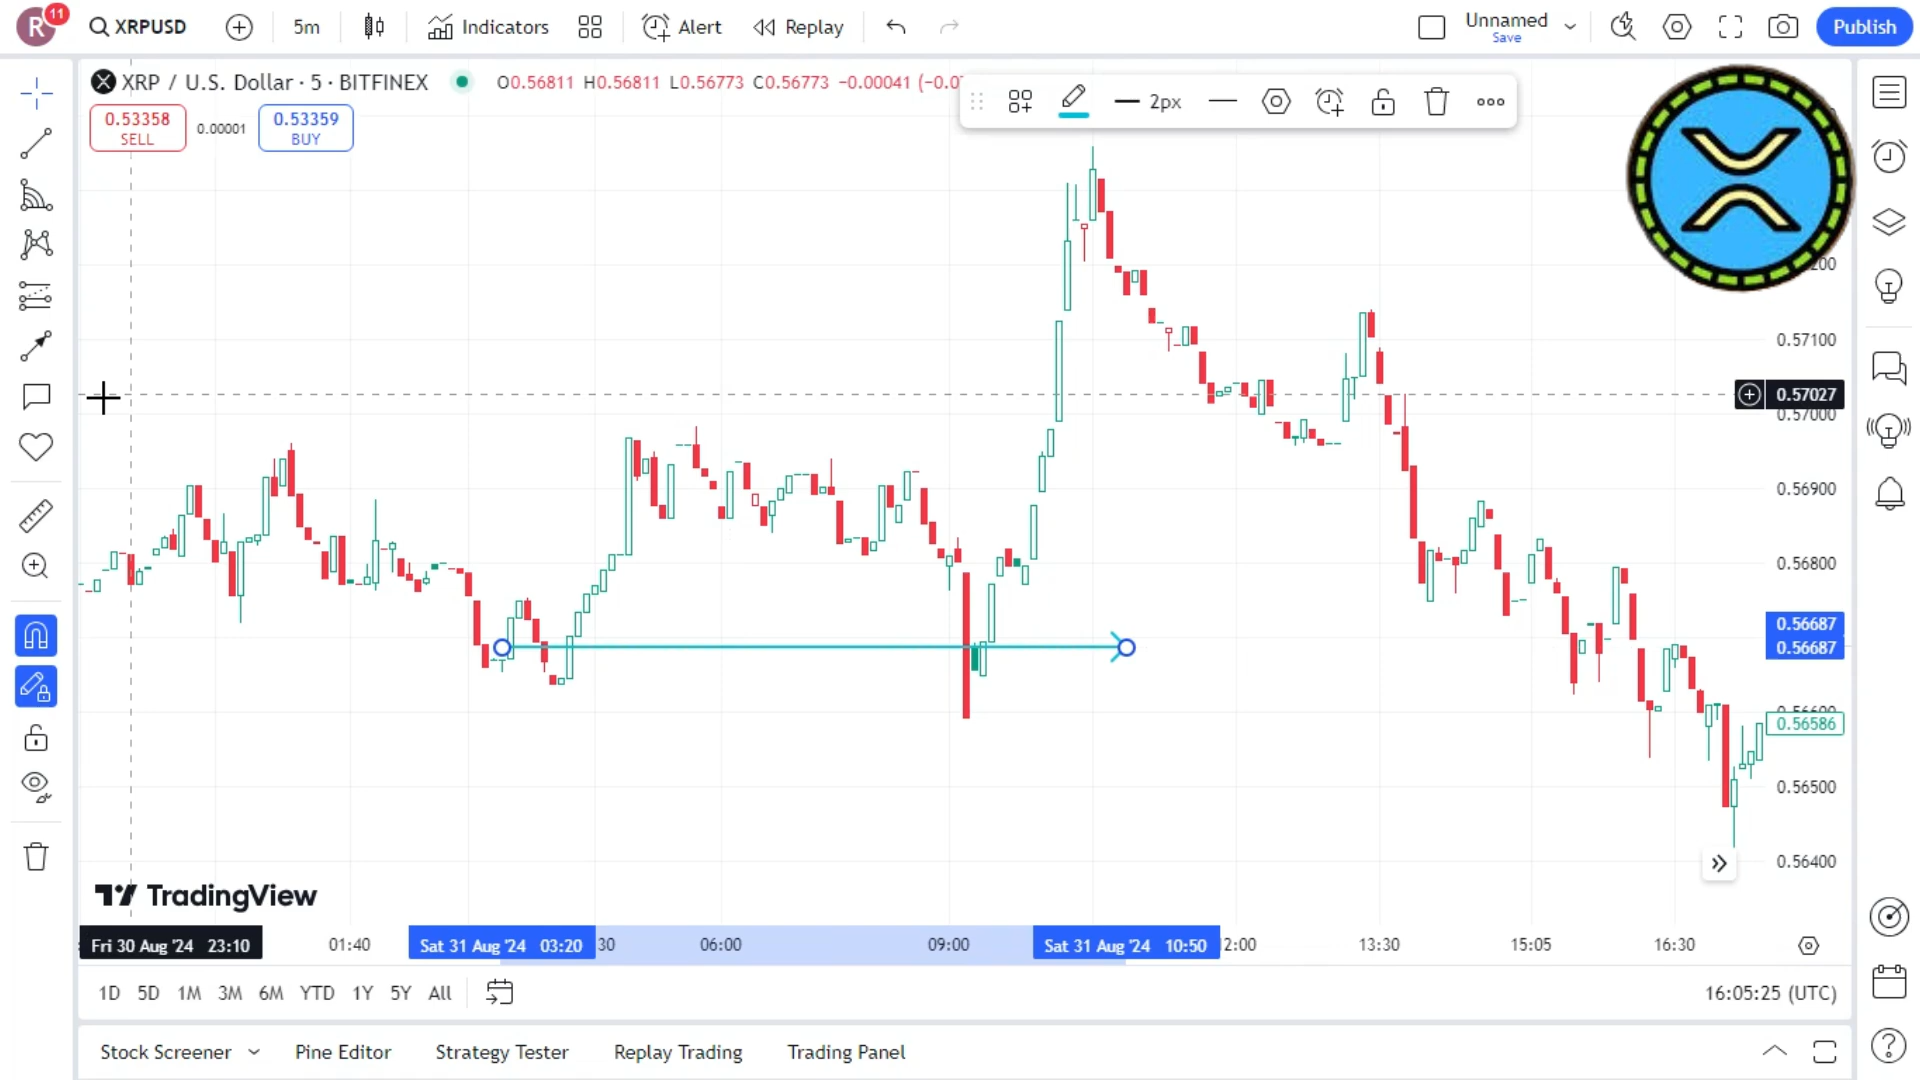 R 11 XRPUSD 5m Indicators Alert Replay Unnamed Save Publish
XRP / U.S. Dollar · 5 · BITFINEX O0.56811 H0.56811 L0.56773 C0.56773 −0.00041
2px
0.53358 SELL 0.00001 0.53359 BUY
0.57100
0.57027
0.57000
0.56900
0.56800
0.56687
0.56687
0.56586
0.56500
0.56400
TradingView
Fri 30 Aug '24 23:10 01:40 Sat 31 Aug '24 03:20 30 06:00 09:00 Sat 31 Aug '24 10:50 2:00 13:30 15:05 16:30
1D 5D 1M 3M 6M YTD 1Y 5Y All 16:05:25 (UTC)
Stock Screener Pine Editor Strategy Tester Replay Trading Trading Panel